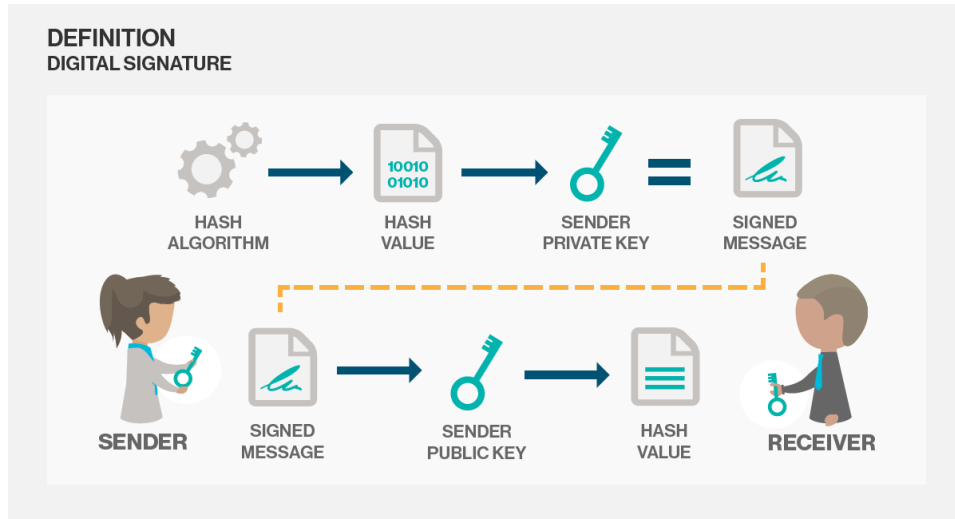 DEFINITION
DIGITAL SIGNATURE
10010
01010
HASH
ALGORITHM
HASH
VALUE
SENDER
PRIVATE KEY
SIGNED
MESSAGE
SENDER
SIGNED
MESSAGE
SENDER
PUBLIC KEY
HASH
VALUE
RECEIVER